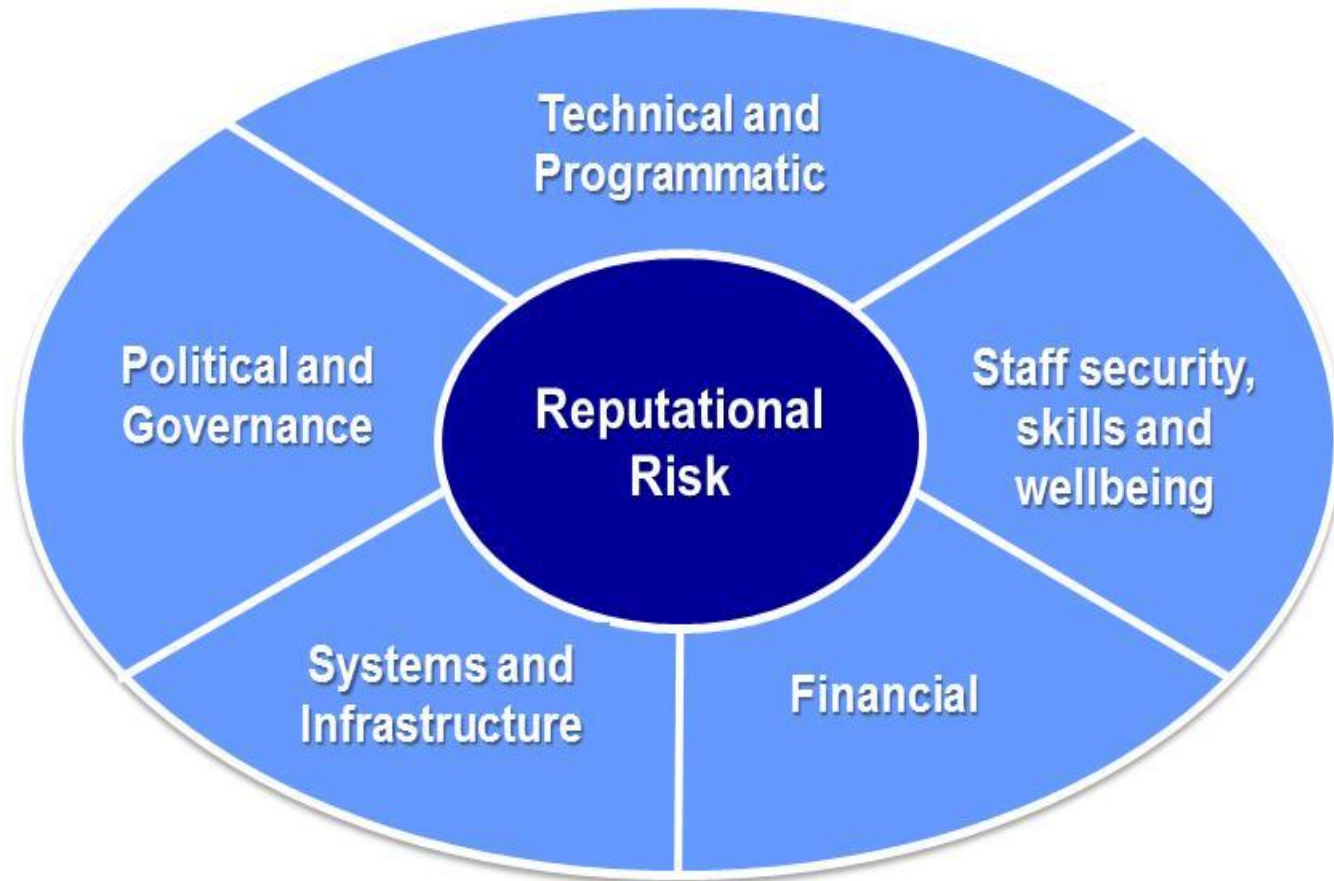 Technical and
Programmatic
Political and
Governance
Reputational
Risk
Staff security,
skills and
wellbeing
Systems and
Infrastructure
Financial